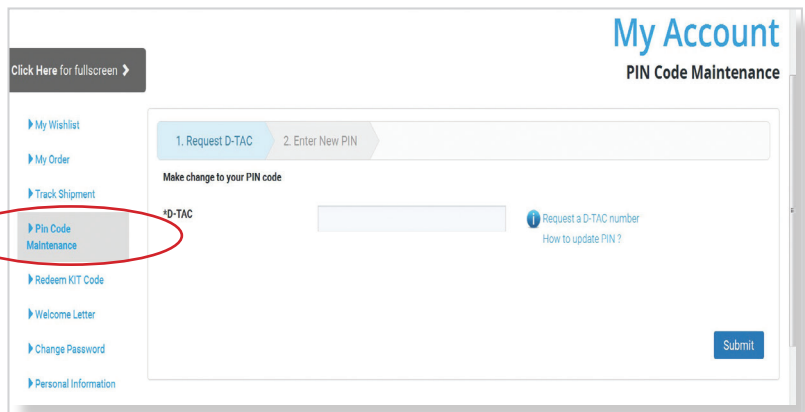 My Account
PIN Code Maintenance
Click Here for fullscreen
My Wishlist
My Order
Track Shipment
Pin Code
Maintenance
Redeem KIT Code
Welcome Letter
Change Password
Personal Information
1. Request D-TAC
2. Enter New PIN
Make change to your PIN code
*D-TAC
Request a D-TAC number
How to update PIN ?
Submit